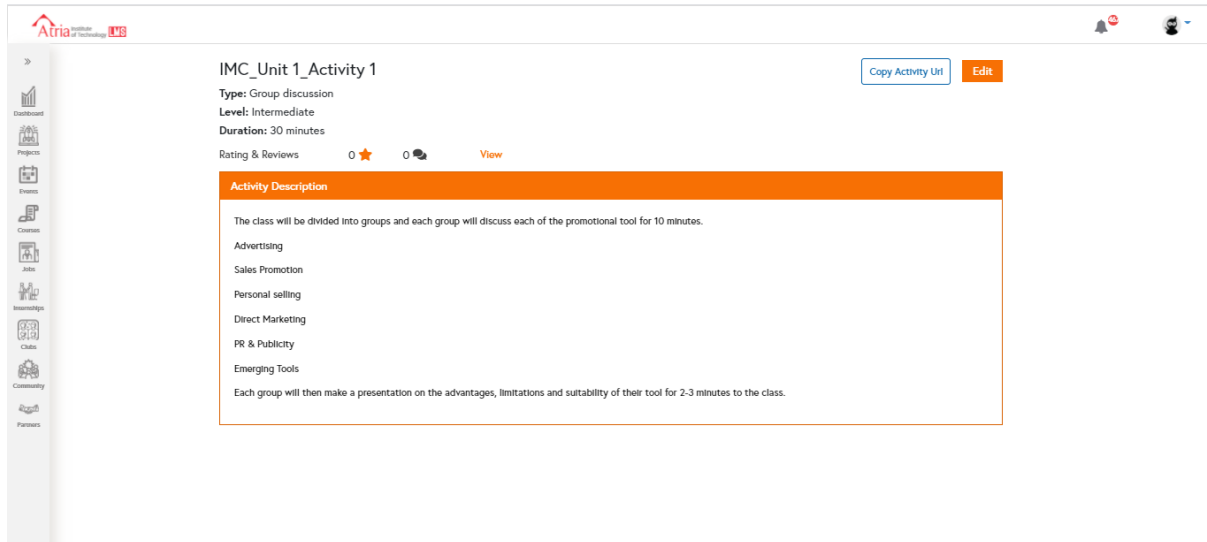 Atria Institute of Technology LMS
IMC_Unit 1_Activity 1
Copy Activity Url
Edit
Type: Group discussion
Level: Intermediate
Duration: 30 minutes
Rating & Reviews 0 0 View
Activity Description
The class will be divided into groups and each group will discuss each of the promotional tool for 10 minutes.
Advertising
Sales Promotion
Personal selling
Direct Marketing
PR & Publicity
Emerging Tools
Each group will then make a presentation on the advantages, limitations and suitability of their tool for 2-3 minutes to the class.
Dashboard
Projects
Events
Courses
Jobs
Internships
Clubs
Community
Partners